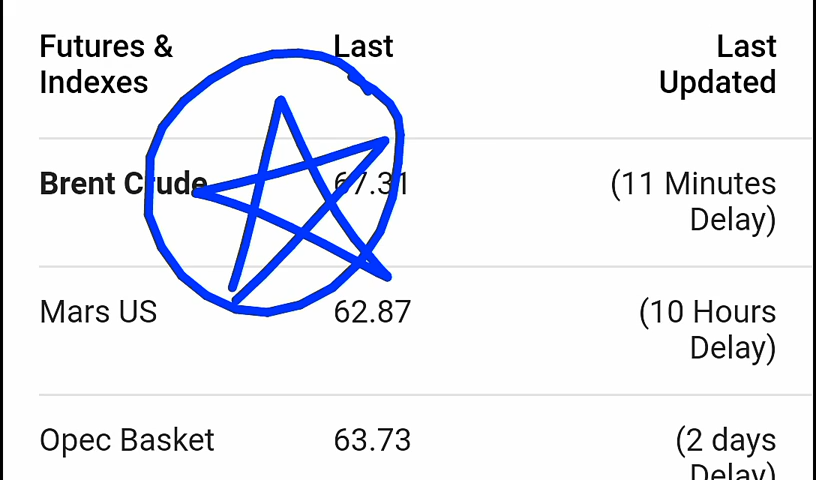 Futures & Last Last
Indexes Updated
Brent Crude 67.31 (11 Minutes
Delay)
Mars US 62.87 (10 Hours
Delay)
Opec Basket 63.73 (2 days
Delay)